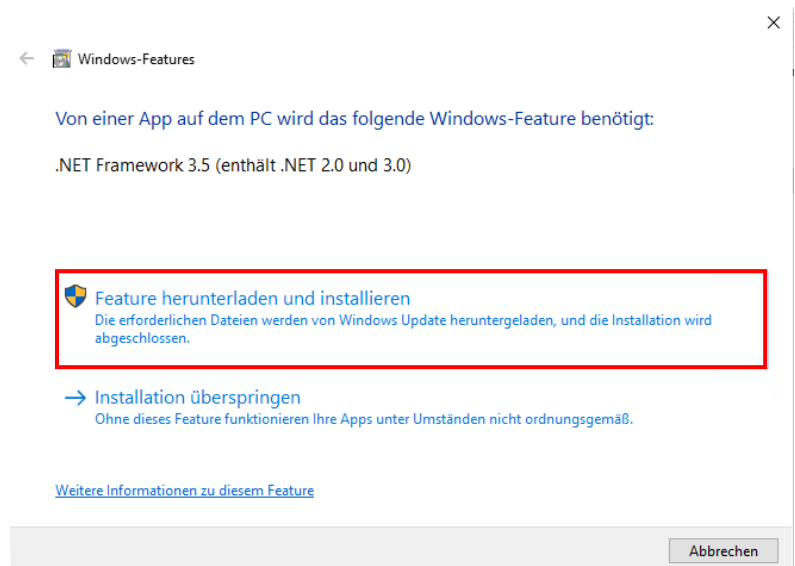 Windows-Features
Von einer App auf dem PC wird das folgende Windows-Feature benötigt:
.NET Framework 3.5 (enthält .NET 2.0 und 3.0)
Feature herunterladen und installieren
Die erforderlichen Dateien werden von Windows Update heruntergeladen, und die Installation wird
abgeschlossen.
Installation überspringen
Ohne dieses Feature funktionieren Ihre Apps unter Umständen nicht ordnungsgemäß.
Weitere Informationen zu diesem Feature
Abbrechen